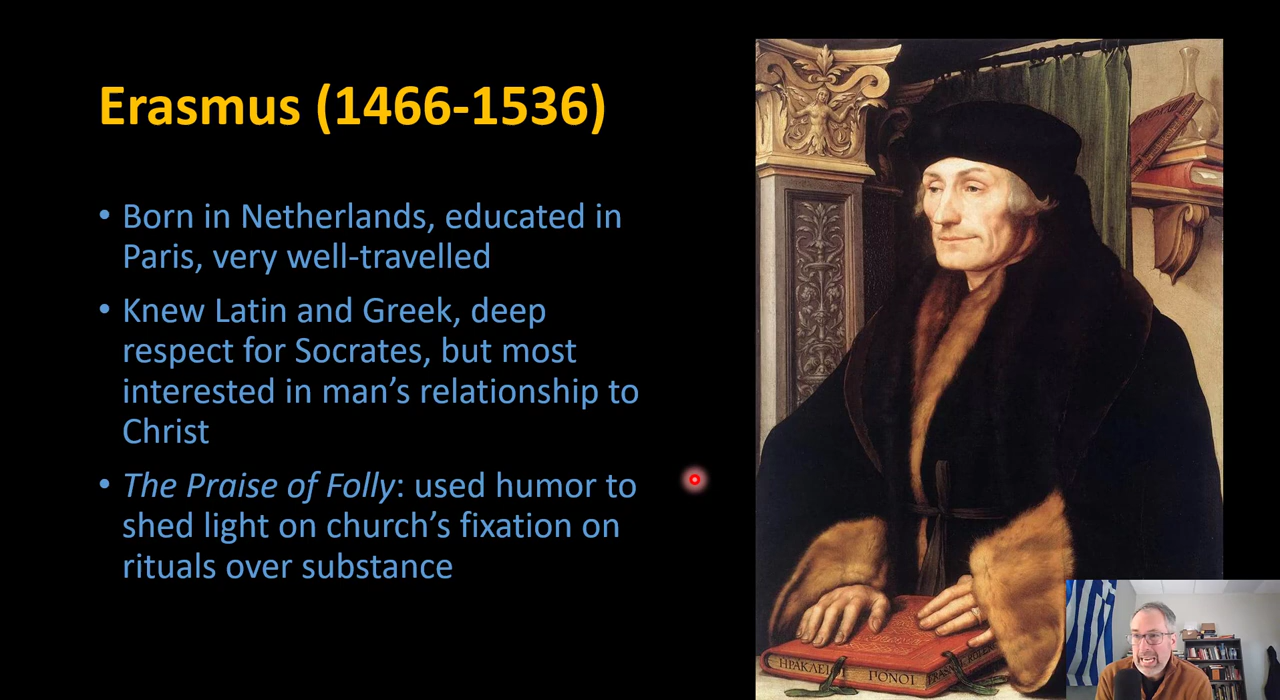 Erasmus (1466-1536)
• Born in Netherlands, educated in
Paris, very well-travelled
• Knew Latin and Greek, deep
respect for Socrates, but most
interested in man’s relationship to
Christ
• The Praise of Folly: used humor to
shed light on church’s fixation on
rituals over substance
ΗΡΑΚΛΕΙ ΠΟΝΟΙ